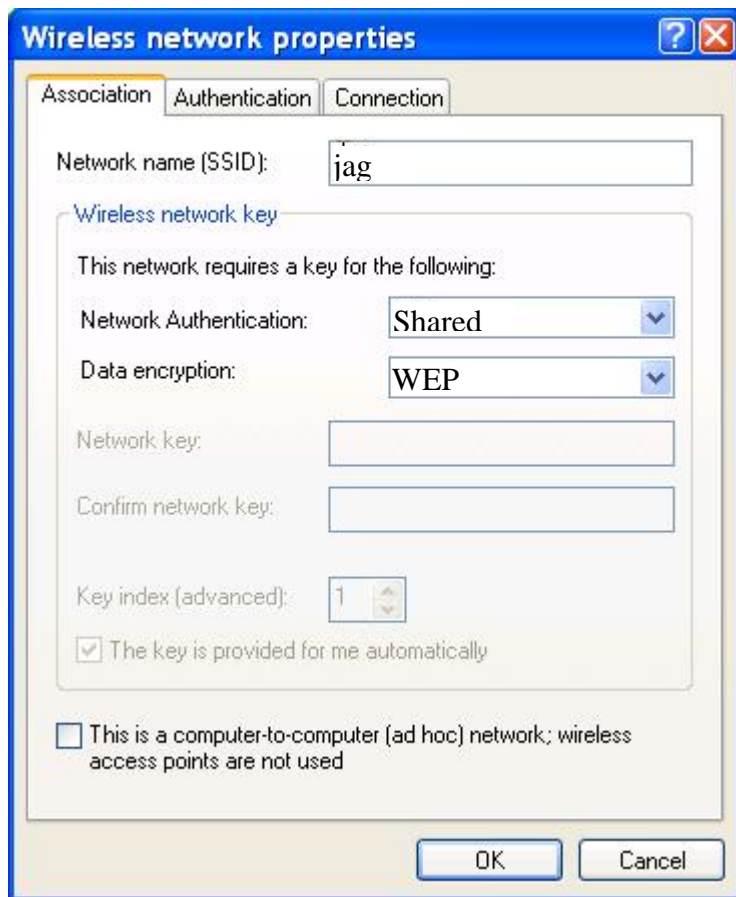 Wireless network properties
Association Authentication Connection
Network name (SSID): jag
Wireless network key
This network requires a key for the following:
Network Authentication: Shared
Data encryption: WEP
Network key:
Confirm network key:
Key index (advanced): 1
The key is provided for me automatically
This is a computer-to-computer (ad hoc) network; wireless
access points are not used
OK Cancel